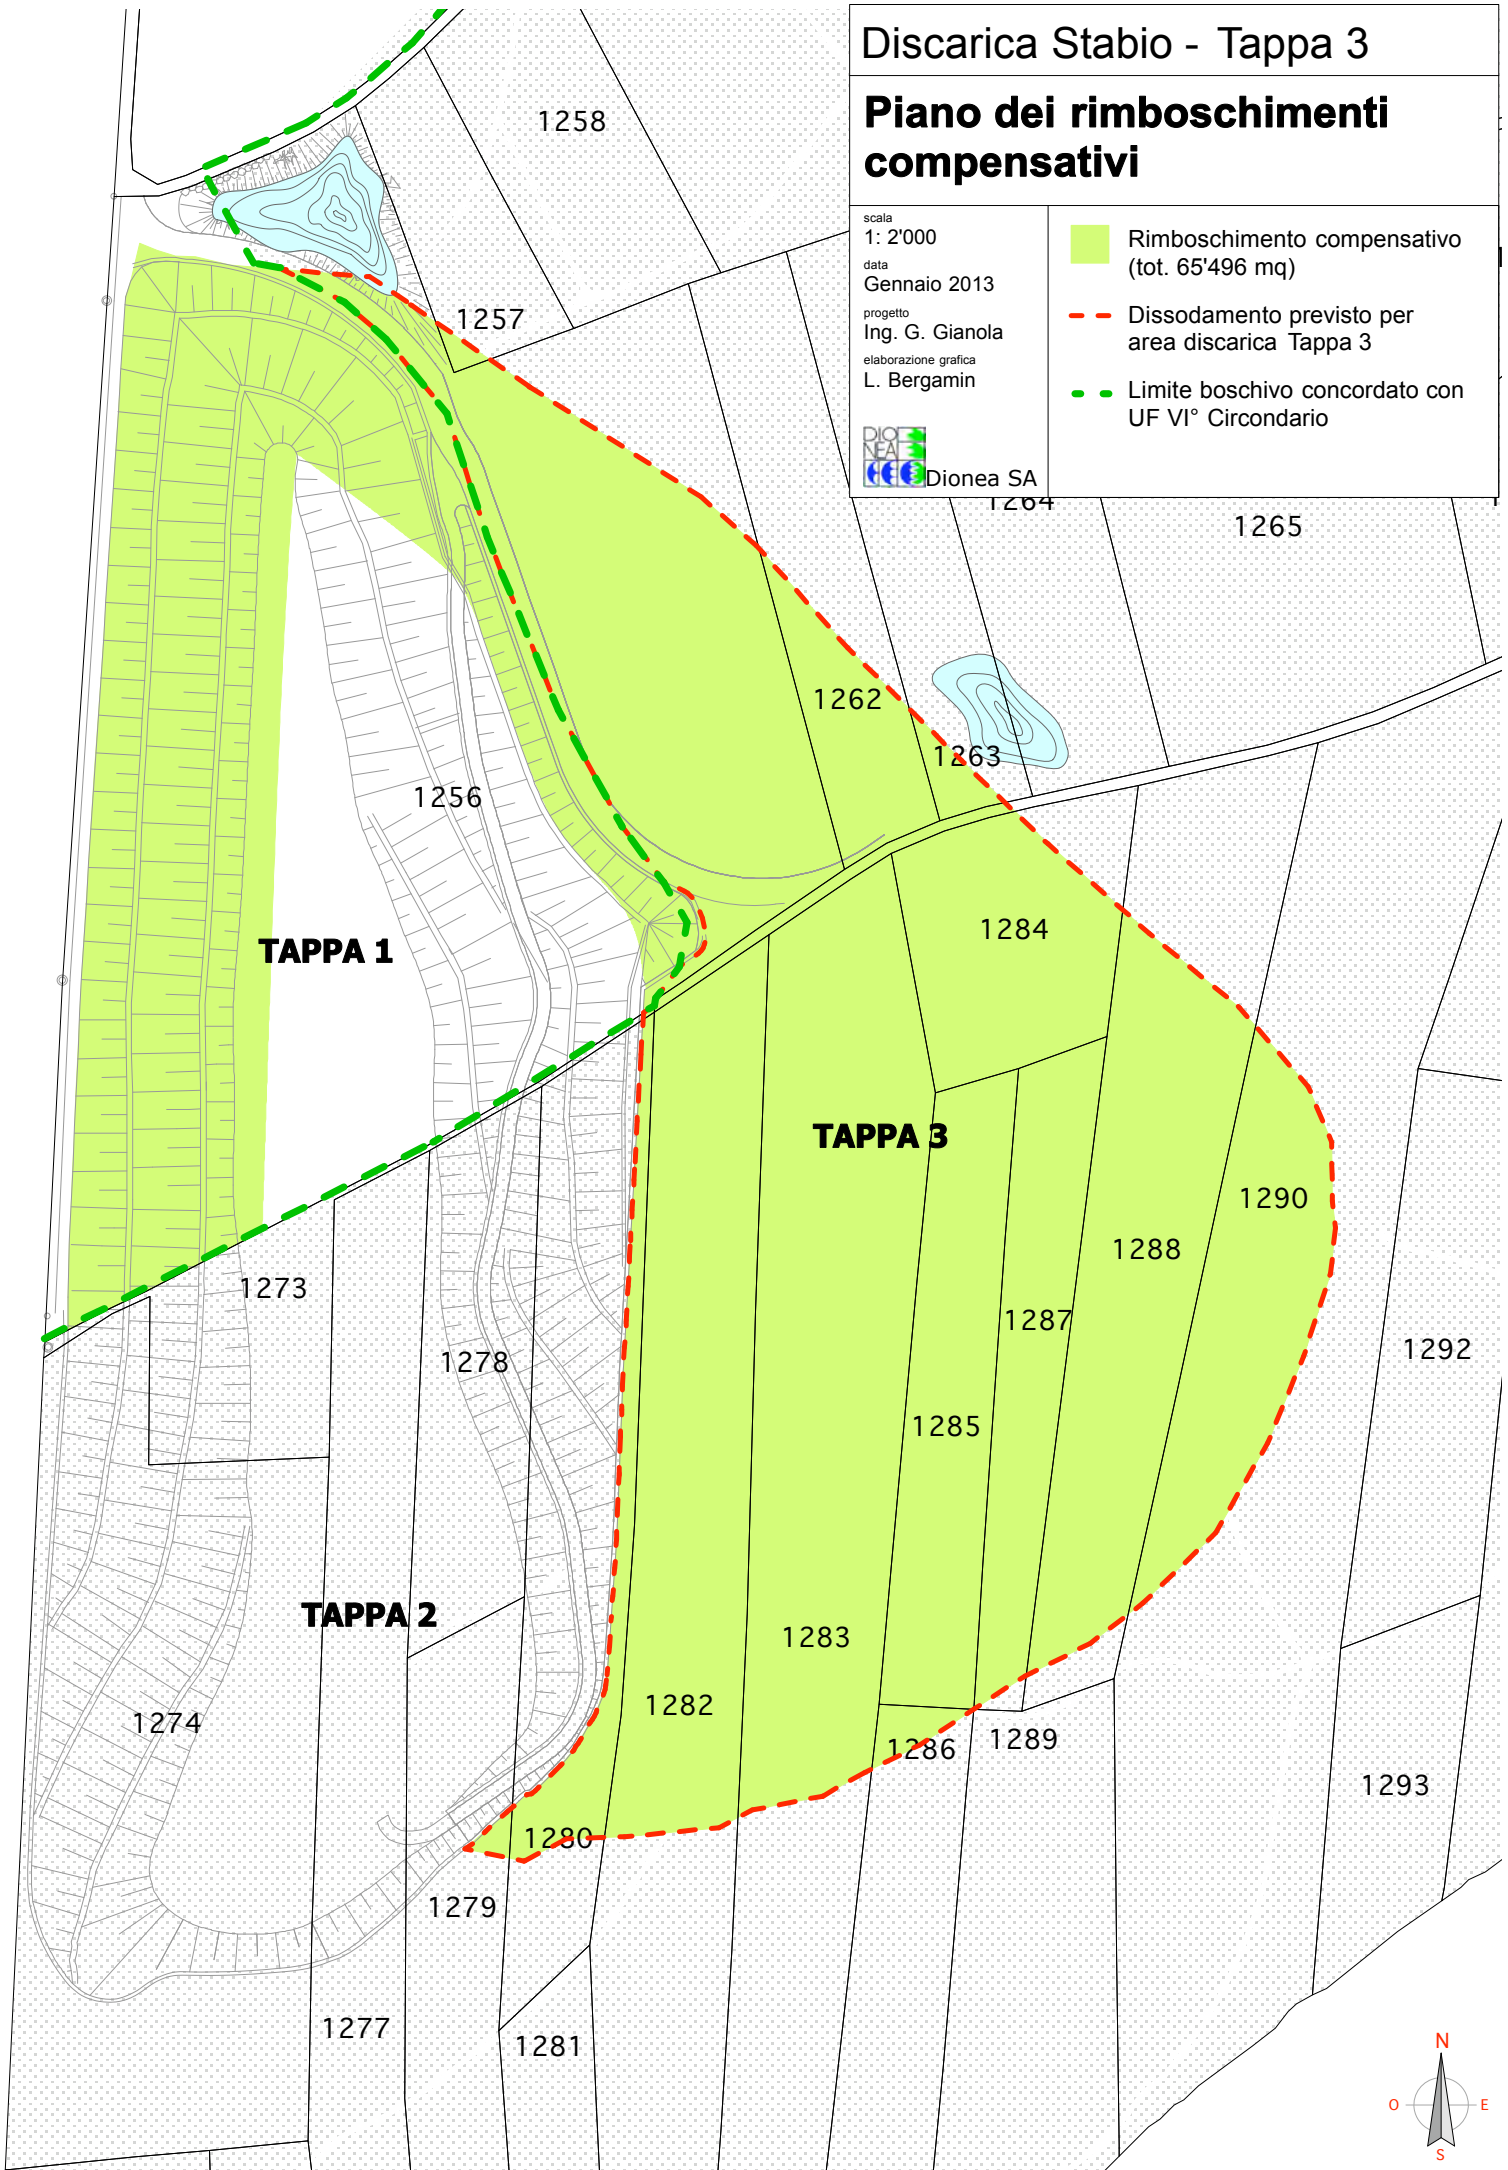 Discarica Stabio - Tappa 3
Piano dei rimboschimenti
compensativi
scala
1: 2'000
data
Gennaio 2013
progetto
Ing. G. Gianola
elaborazione grafica
L. Bergamin
DIO
NEA
Dionea SA
Rimboschimento compensativo
(tot. 65'496 mq)
Dissodamento previsto per
area discarica Tappa 3
Limite boschivo concordato con
UF VI° Circondario
1258
1257
1264
1265
1262
1263
1256
1284
TAPPA 1
TAPPA 3
1290
1288
1273
1287
1292
1278
1285
TAPPA 2
1283
1282
1274
1286
1289
1293
1280
1279
1277
1281
N
O
E
S